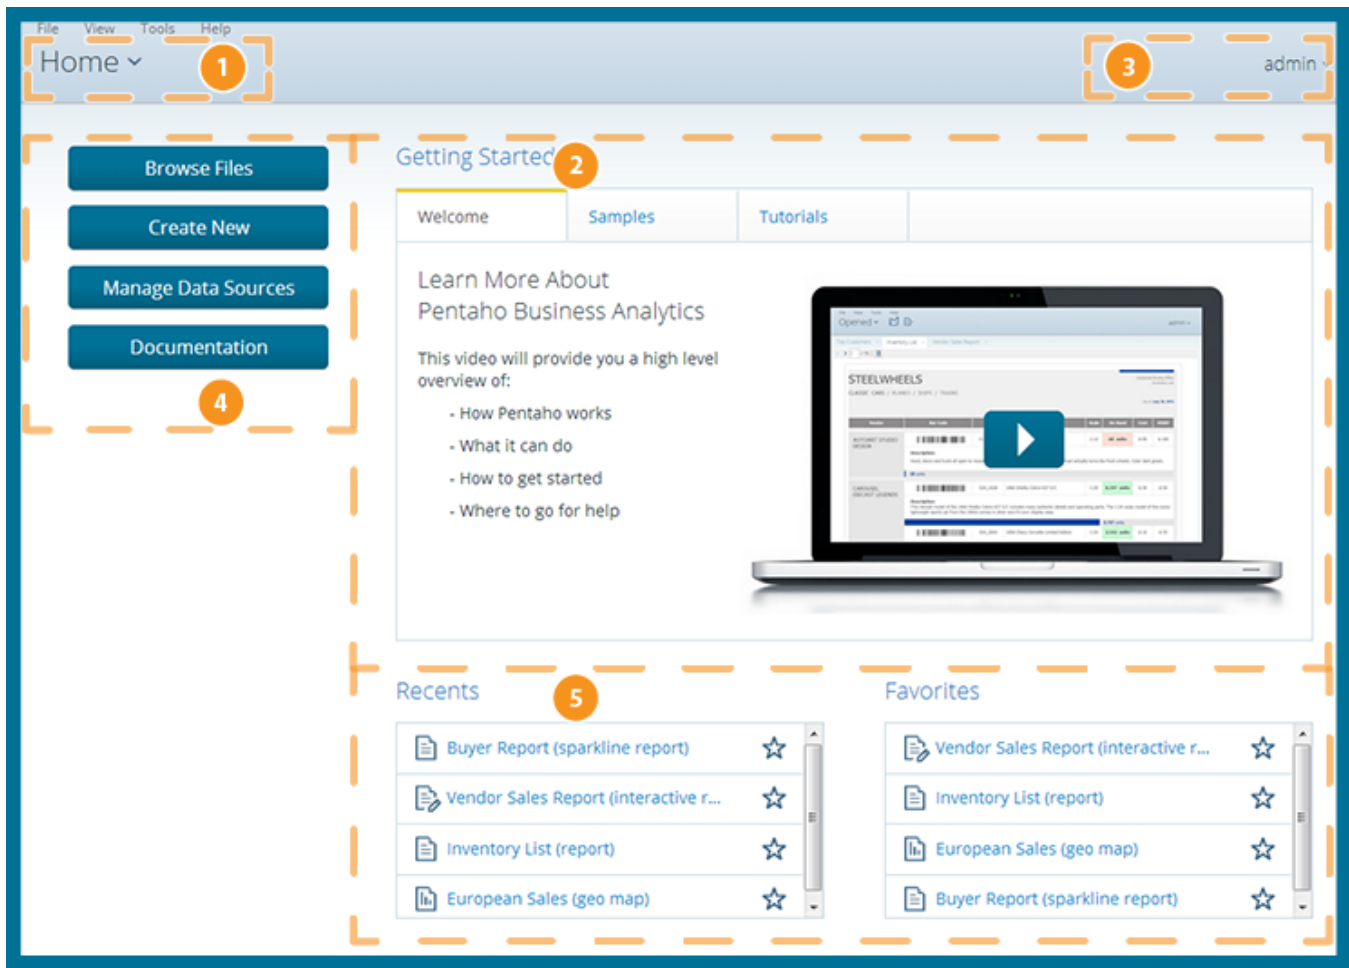 File View Tools Help
Home
1
3
admin
Browse Files
Create New
Manage Data Sources
Documentation
4
Getting Started
2
Welcome
Samples
Tutorials
Learn More About
Pentaho Business Analytics
This video will provide you a high level
overview of:
- How Pentaho works
- What it can do
- How to get started
- Where to go for help
Opened
STEELWHEELS
Recents
5
Buyer Report (sparkline report)
Vendor Sales Report (interactive r...
Inventory List (report)
European Sales (geo map)
Favorites
Vendor Sales Report (interactive r...
Inventory List (report)
European Sales (geo map)
Buyer Report (sparkline report)